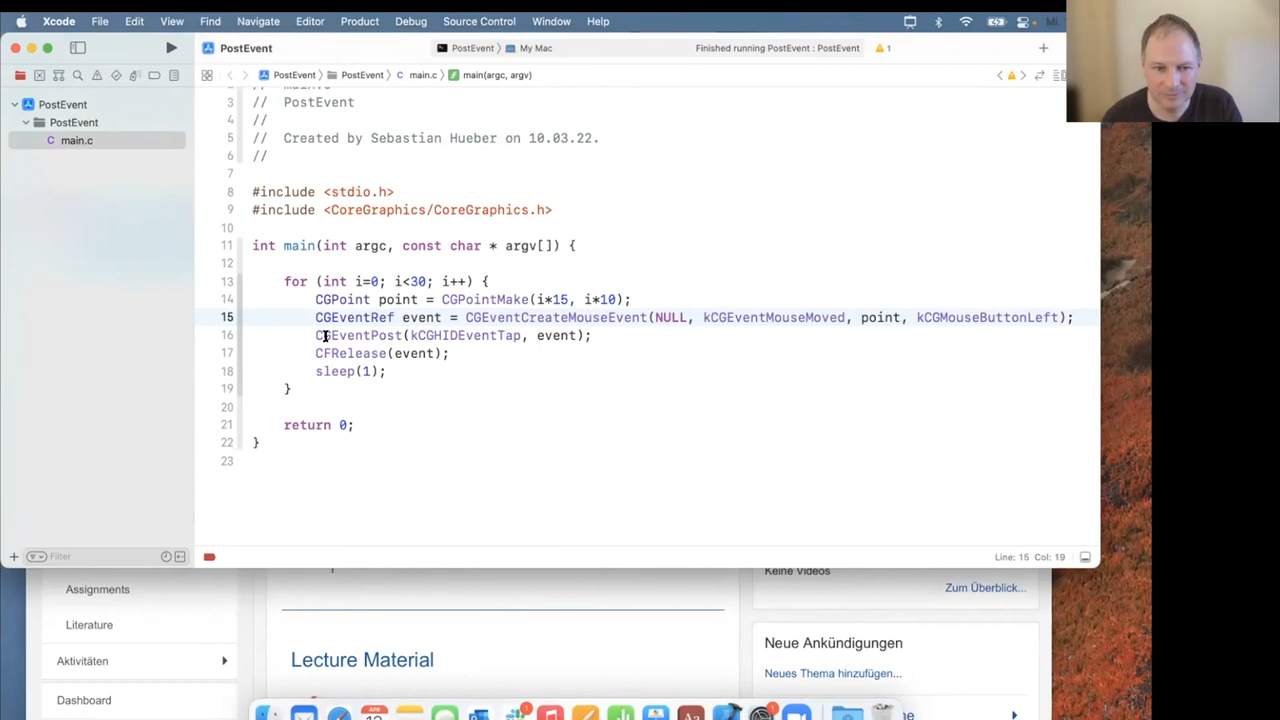 Xcode File Edit View Find Navigate Editor Product Debug Source Control Window Help
PostEvent
PostEvent My Mac
Finished running PostEvent : PostEvent
1
PostEvent PostEvent main.c main(argc, argv)
PostEvent
PostEvent
C main.c
3 // PostEvent
4 //
5 // Created by Sebastian Hueber on 10.03.22.
6 //
7
8 #include <stdio.h>
9 #include <CoreGraphics/CoreGraphics.h>
10
11 int main(int argc, const char * argv[]) {
12
13 for (int i=0; i<30; i++) {
14 CGPoint point = CGPointMake(i*15, i*10);
15 CGEventRef event = CGEventCreateMouseEvent(NULL, kCGEventMouseMoved, point, kCGMouseButtonLeft);
16 CGEventPost(kCGHIDEventTap, event);
17 CFRelease(event);
18 sleep(1);
19 }
20
21 return 0;
22 }
23
Filter
Line: 15 Col: 19
Assignments
Literature
Aktivitäten
Dashboard
Lecture Material
Keine Videos
Zum Überblick...
Neue Ankündigungen
Neues Thema hinzufügen...